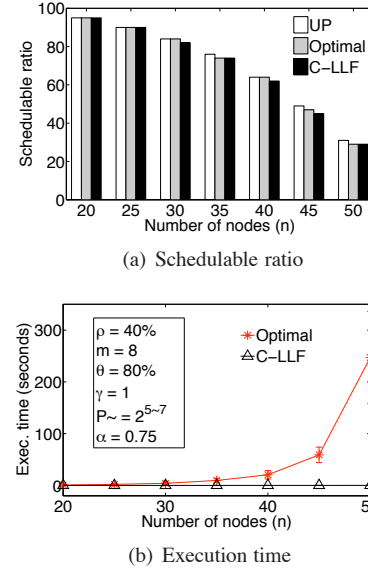 100
80
60
40
20
0
Schedulable ratio
UP
Optimal
C-LLF
20 25 30 35 40 45 50
Number of nodes (n)
(a) Schedulable ratio
300
200
100
0
Exec. time (seconds)
ρ = 40%
m = 8
θ = 80%
γ = 1
P~ = 2^5~7
α = 0.75
Optimal
C-LLF
20 30 40 5
Number of nodes (n)
(b) Execution time